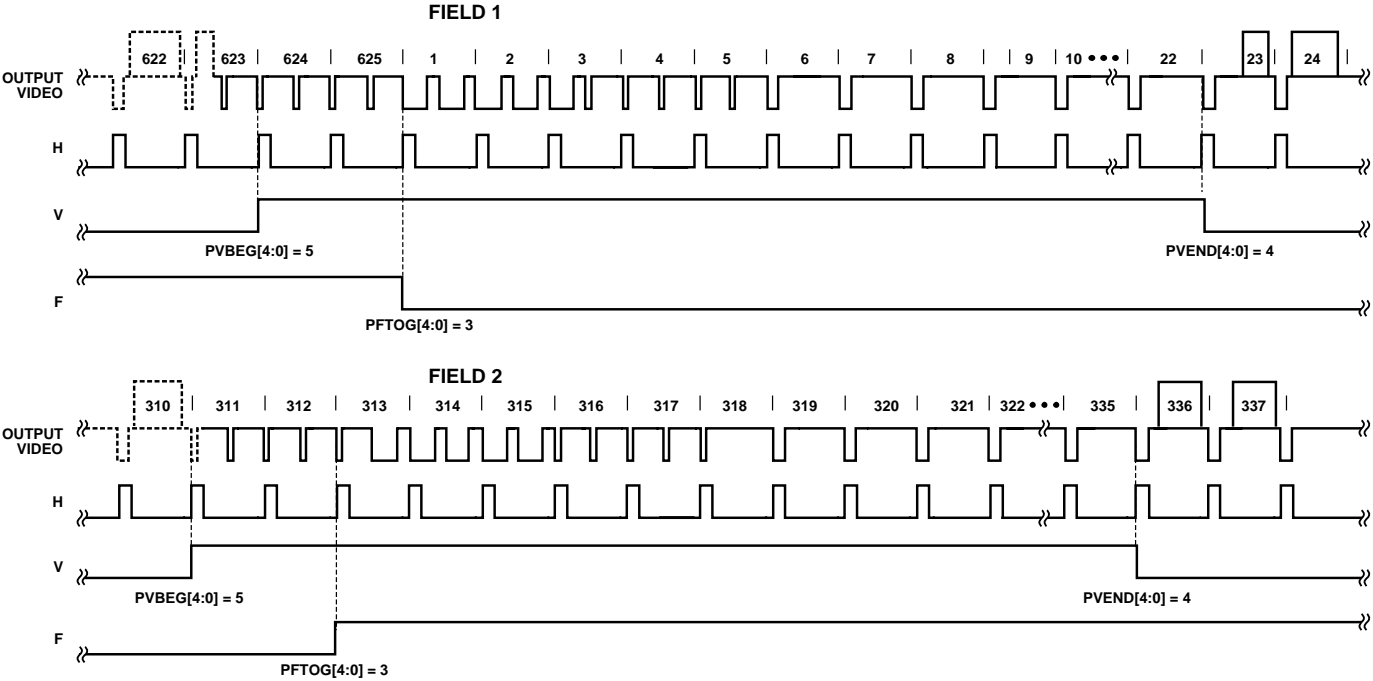 FIELD 1
622 623 624 625 1 2 3 4 5 6 7 8 9 10 ••• 22 23 24
OUTPUT
VIDEO
H
V
PVBEG[4:0] = 5 PVEND[4:0] = 4
F
PFTOG[4:0] = 3
FIELD 2
310 311 312 313 314 315 316 317 318 319 320 321 322 ••• 335 336 337
OUTPUT
VIDEO
H
V
PVBEG[4:0] = 5 PVEND[4:0] = 4
F
PFTOG[4:0] = 3